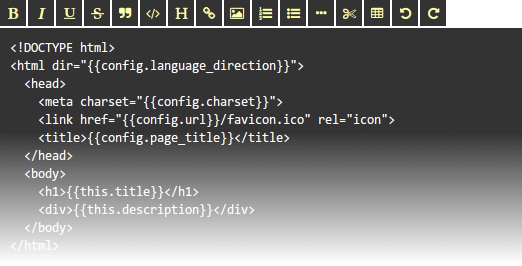 B I U S </> H
<!DOCTYPE html>
<html dir="{{config.language_direction}}">
  <head>
    <meta charset="{{config.charset}}">
    <link href="{{config.url}}/favicon.ico" rel="icon">
    <title>{{config.page_title}}</title>
  </head>
  <body>
    <h1>{{this.title}}</h1>
    <div>{{this.description}}</div>
  </body>
</html>